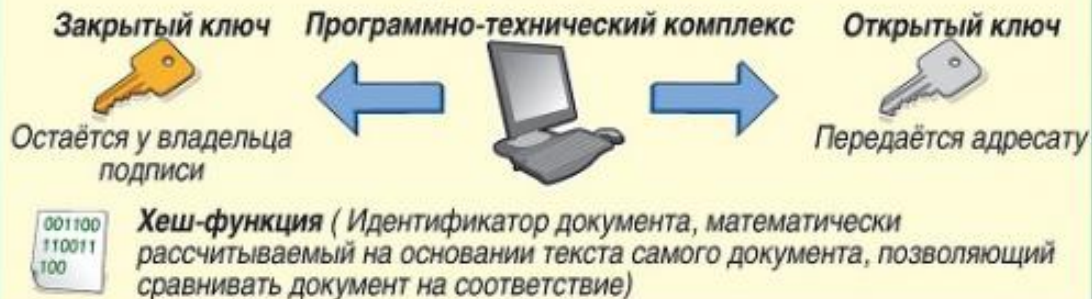 Закрытый ключ Программно-технический комплекс Открытый ключ
Остаётся у владельца
подписи
Передаётся адресату
001100
110011
100
Хеш-функция ( Идентификатор документа, математически
рассчитываемый на основании текста самого документа, позволяющий
сравнивать документ на соответствие)